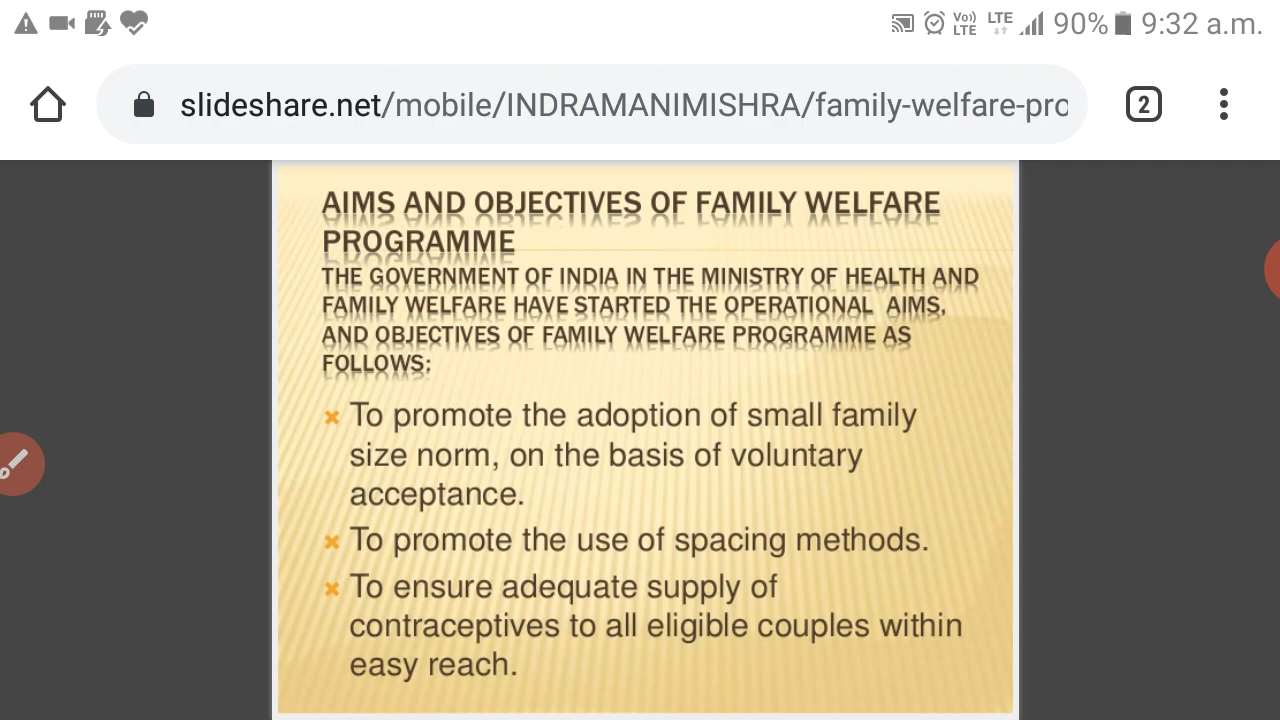 Vo)) LTE LTE 90% 9:32 a.m.
slideshare.net/mobile/INDRAMANIMISHRA/family-welfare-pro 2
AIMS AND OBJECTIVES OF FAMILY WELFARE
PROGRAMME
THE GOVERNMENT OF INDIA IN THE MINISTRY OF HEALTH AND
FAMILY WELFARE HAVE STARTED THE OPERATIONAL AIMS,
AND OBJECTIVES OF FAMILY WELFARE PROGRAMME AS
FOLLOWS:
To promote the adoption of small family
size norm, on the basis of voluntary
acceptance.
To promote the use of spacing methods.
To ensure adequate supply of
contraceptives to all eligible couples within
easy reach.